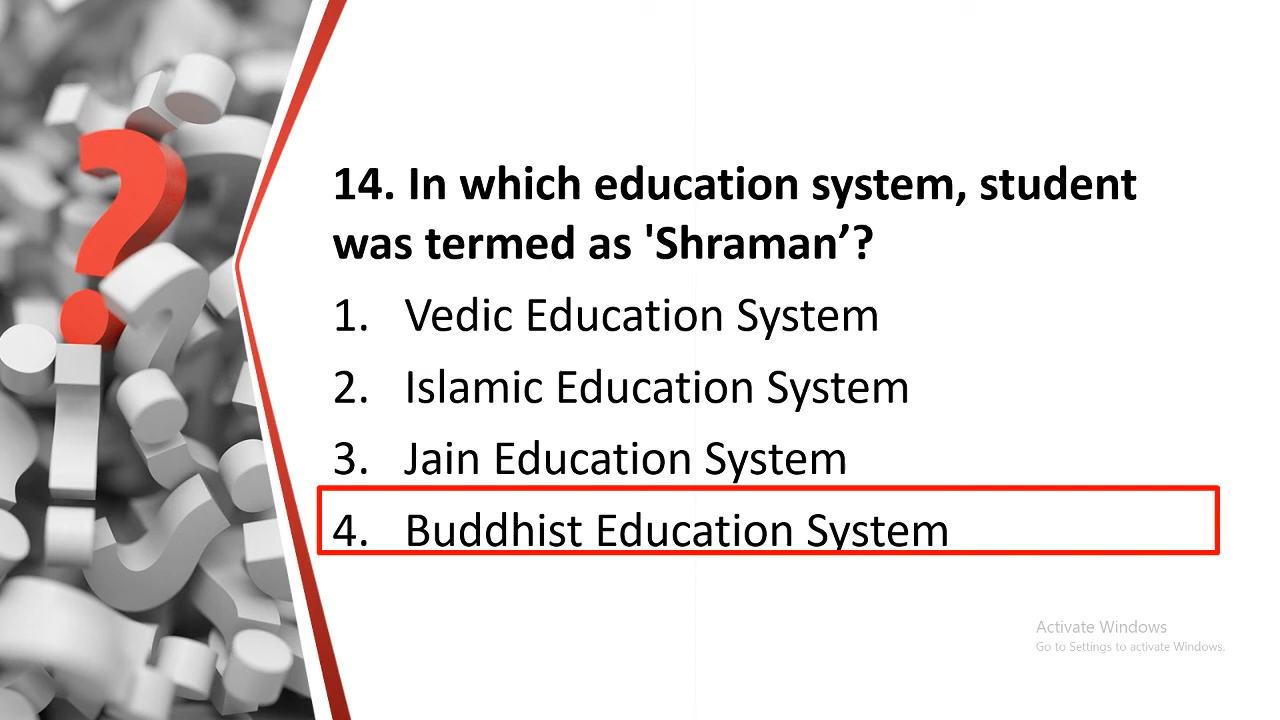 14. In which education system, student
was termed as 'Shraman’?
1. Vedic Education System
2. Islamic Education System
3. Jain Education System
4. Buddhist Education System
Activate Windows
Go to Settings to activate Windows.